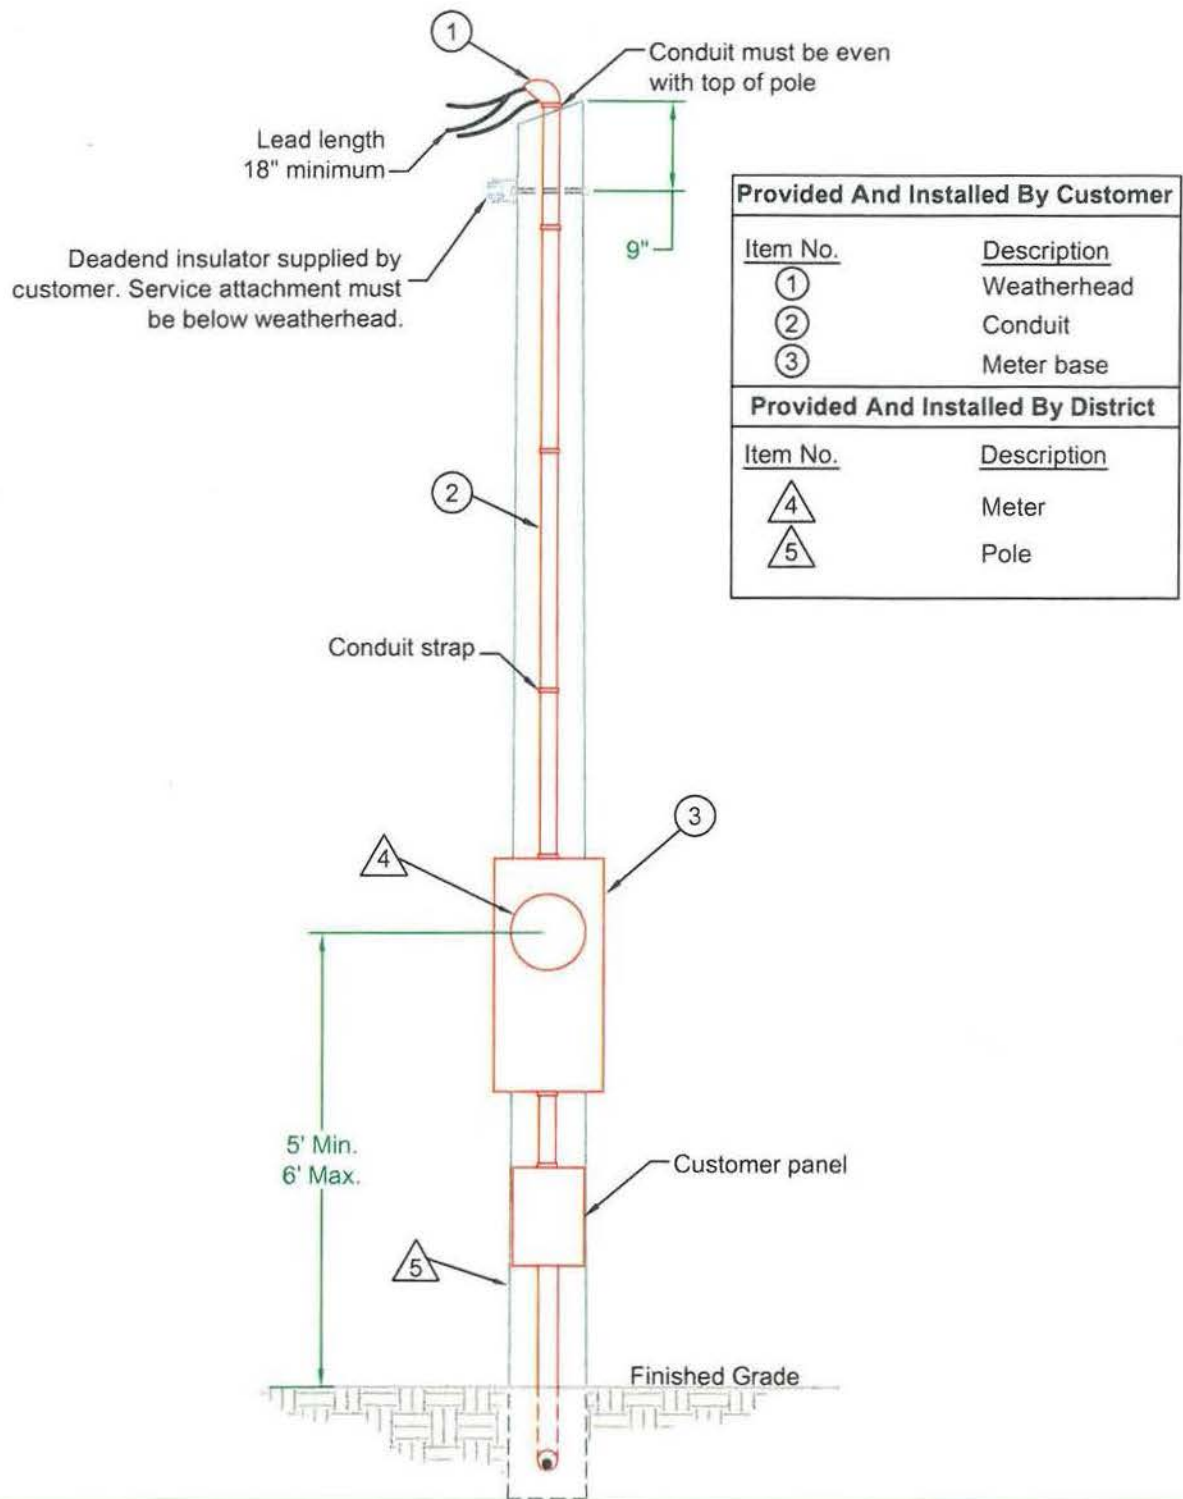 1
Conduit must be even
with top of pole
Lead length
18" minimum
Deadend insulator supplied by
customer. Service attachment must
be below weatherhead.
9"
Provided And Installed By Customer
Item No. Description
1 Weatherhead
2 Conduit
3 Meter base
Provided And Installed By District
Item No. Description
4 Meter
5 Pole
2
Conduit strap
3
4
5' Min.
6' Max.
Customer panel
5
Finished Grade